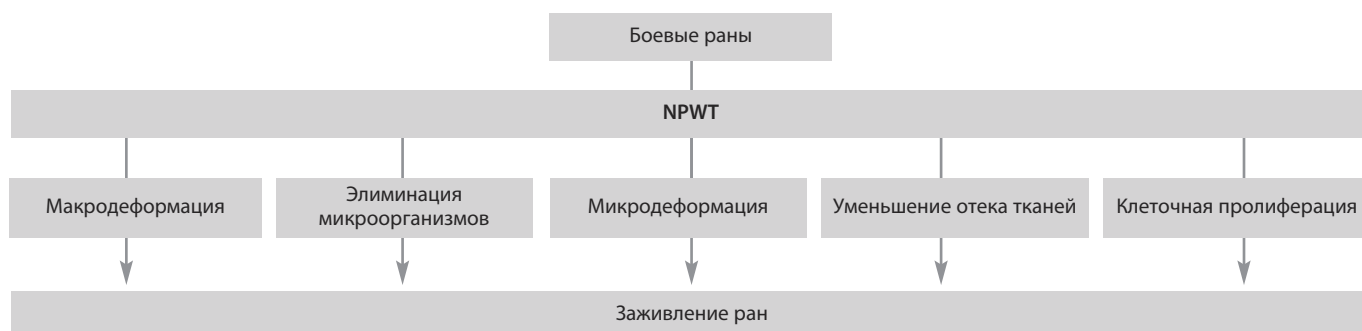 Боевые раны
NPWT
Макродеформация
Элиминация
микроорганизмов
Микродеформация
Уменьшение отека тканей
Клеточная пролиферация
Заживление ран